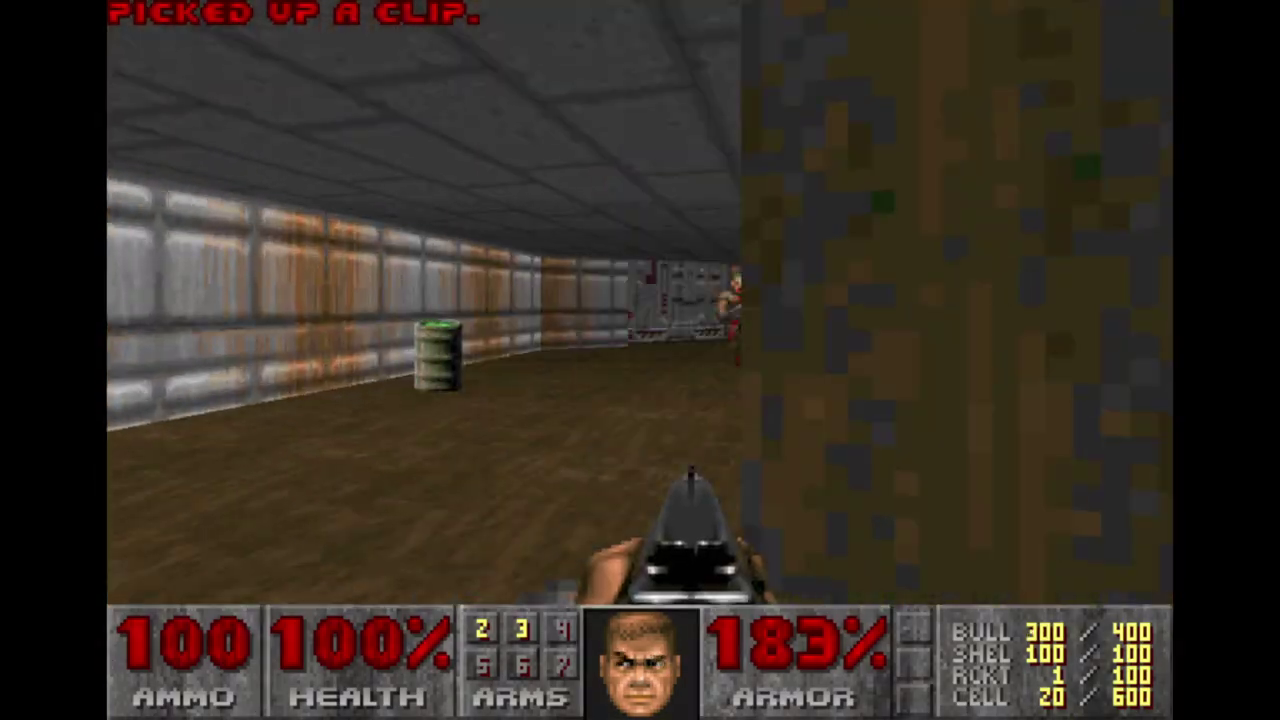 PICKED UP A CLIP.
100 100% 2 3 4 183% BULL 300 / 400
5 6 7 SHEL 100 / 100
RCKT 1 / 100
AMMO HEALTH ARMS ARMOR CELL 20 / 600